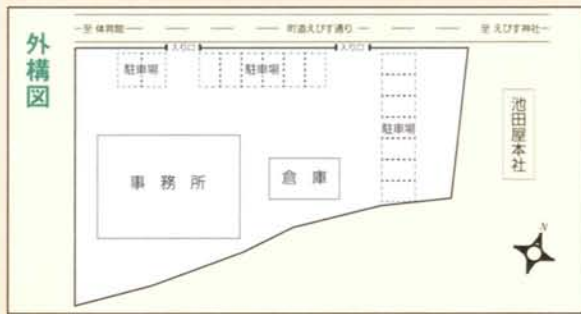 外構図
至 体育館
町道えびす通り
至 えびす神社
入り口
入り口
駐車場
駐車場
駐車場
池田屋本社
事務所
倉庫
N